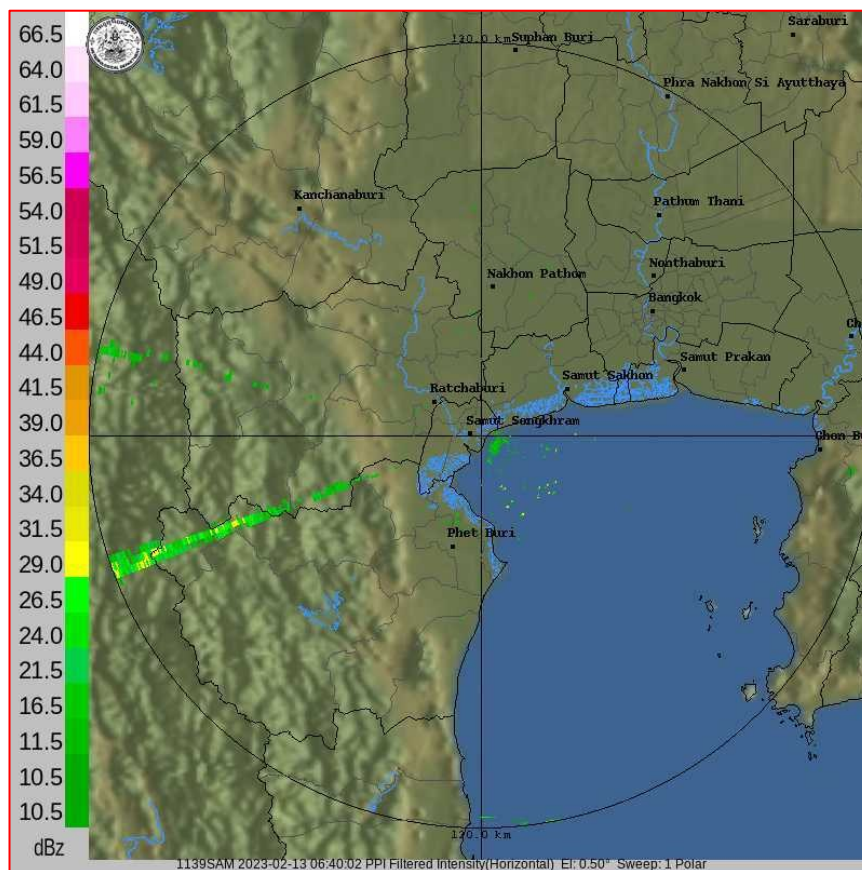 66.5
64.0
61.5
59.0
56.5
54.0
51.5
49.0
46.5
44.0
41.5
39.0
36.5
34.0
31.5
29.0
26.5
24.0
21.5
16.5
11.5
10.5
10.5
dBz
Saraburi
120.0 km
Suphan Buri
Phra Nakhon Si Ayutthaya
Kanchanaburi
Pathum Thani
Nonthaburi
Nakhon Pathom
Bangkok
Ch
Samut Prakan
Samut Sakhon
Ratchaburi
Samut Songkhram
Chon Bu
Phet Buri
120.0 km
1139SAM 2023-02-13 06:40:02 PPI Filtered Intensity(Horizontal) El: 0.50° Sweep: 1 Polar